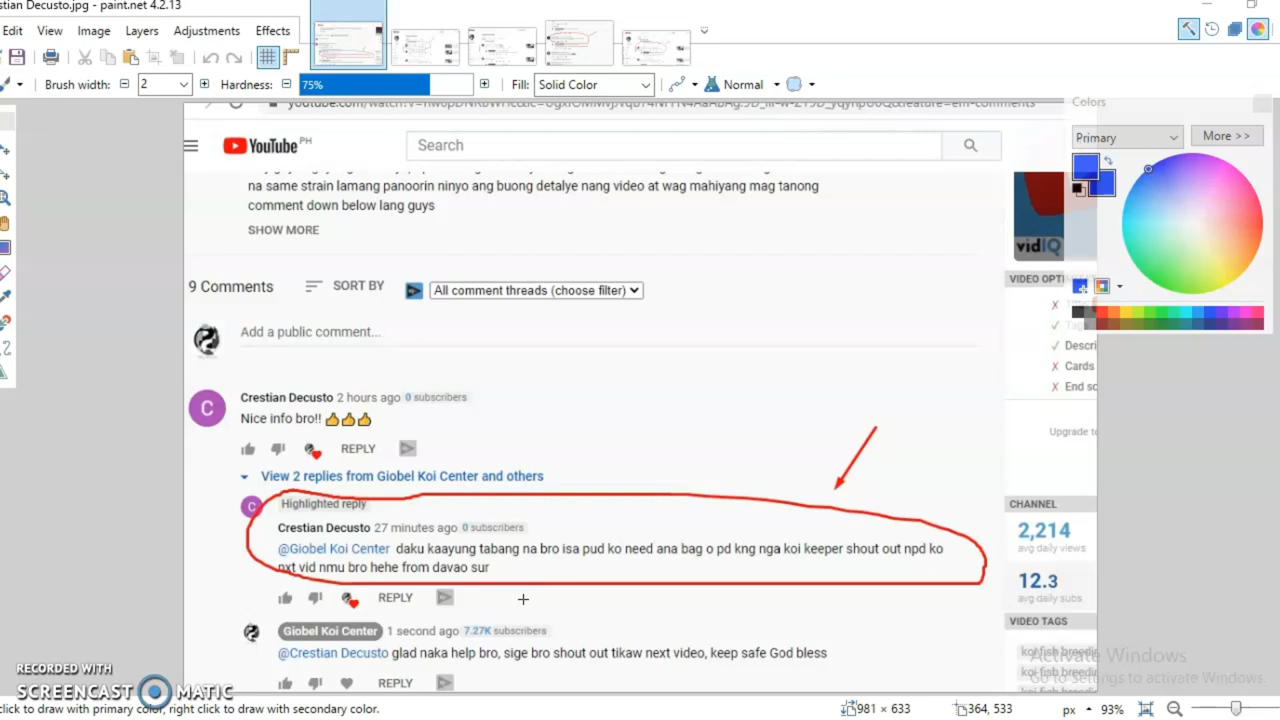 stian Decusto.jpg - paint.net 4.2.13
Edit View Image Layers Adjustments Effects
Brush width: 2 Hardness: 75% Fill: Solid Color Normal
Colors
Primary More >>
YouTube PH Search
na same strain lamang panoorin ninyo ang buong detalye nang video at wag mahiyang mag tanong
comment down below lang guys
SHOW MORE
vidIQ
VIDEO OPTI
9 Comments SORT BY All comment threads (choose filter)
Add a public comment...
Descri
Cards
End sc
Upgrade to
C
Crestian Decusto 2 hours ago 0 subscribers
Nice info bro!! 👍👍👍
REPLY
View 2 replies from Giobel Koi Center and others
C
Highlighted reply
Crestian Decusto 27 minutes ago 0 subscribers
@Giobel Koi Center daku kaayung tabang na bro isa pud ko need ana bag o pd kng nga koi keeper shout out npd ko
nxt vid nmu bro hehe from davao sur
REPLY
CHANNEL
2,214
avg daily views
12.3
avg daily subs
VIDEO TAGS
koi fish breedin
koi fish breedin
Giobel Koi Center 1 second ago 7.27K subscribers
@Crestian Decusto glad naka help bro, sige bro shout out tikaw next video, keep safe God bless
REPLY
Activate Windows
Go to Settings to activate Windows.
RECORDED WITH
SCREENCAST MATIC
click to draw with primary color, right click to draw with secondary color.
981 × 633
364, 533
px
93%